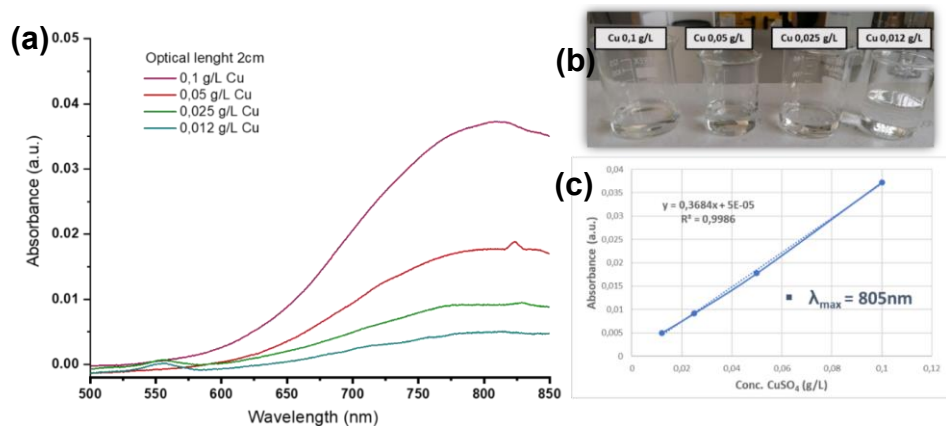 (a)
Optical lenght 2cm
0,1 g/L Cu
0,05 g/L Cu
0,025 g/L Cu
0,012 g/L Cu
Absorbance (a.u.)
0.05
0.04
0.03
0.02
0.01
0.00
500 550 600 650 700 750 800 850
Wavelength (nm)
(b)
Cu 0,1 g/L Cu 0,05 g/L Cu 0,025 g/L Cu 0,012 g/L
(c)
0,04
0,035
0,03
0,025
0,02
0,015
0,01
0,005
0
y = 0,3684x + 5E-05
R² = 0,9986
Absorbance (a.u.)
▪ λmax = 805nm
0 0,02 0,04 0,06 0,08 0,1 0,12
Conc. CuSO₄ (g/L)